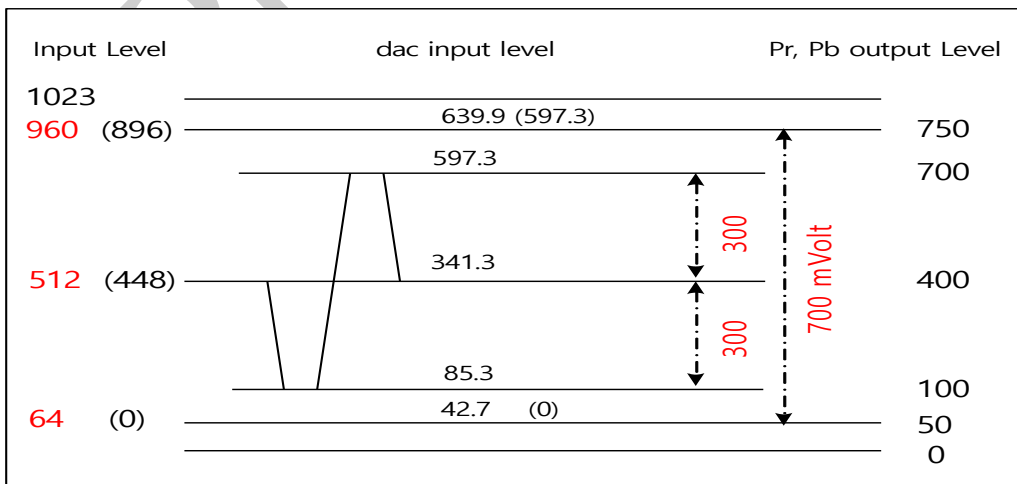 Input Level dac input level Pr, Pb output Level
1023
639.9 (597.3)
960 (896) 750
597.3 700
300
700 mVolt
341.3
512 (448) 400
300
85.3 100
42.7 (0)
64 (0) 50
0